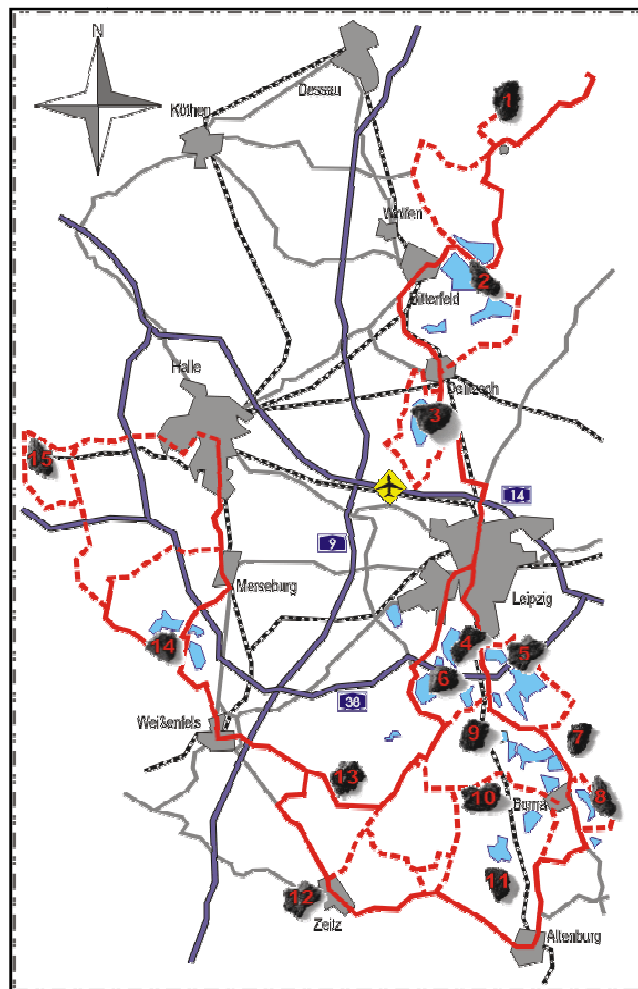 N
Dessau
Köthen
1
Wolfen
2
Bitterfeld
Halle
Delitzsch
3
15
14
9
Merseburg
Leipzig
4
5
14
6
38
Weißenfels
9
7
13
10
Borna
8
11
12
Zeitz
Altenburg